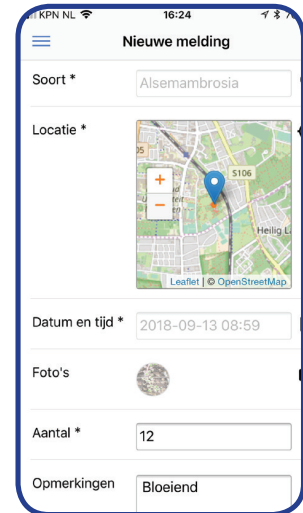 KPN NL 16:24
Nieuwe melding
Soort * Alsemambrosia
Locatie *
05
S106
+
−
Heilig
Leaflet | © OpenStreetMap
Datum en tijd * 2018-09-13 08:59
Foto's
Aantal * 12
Opmerkingen Bloeiend